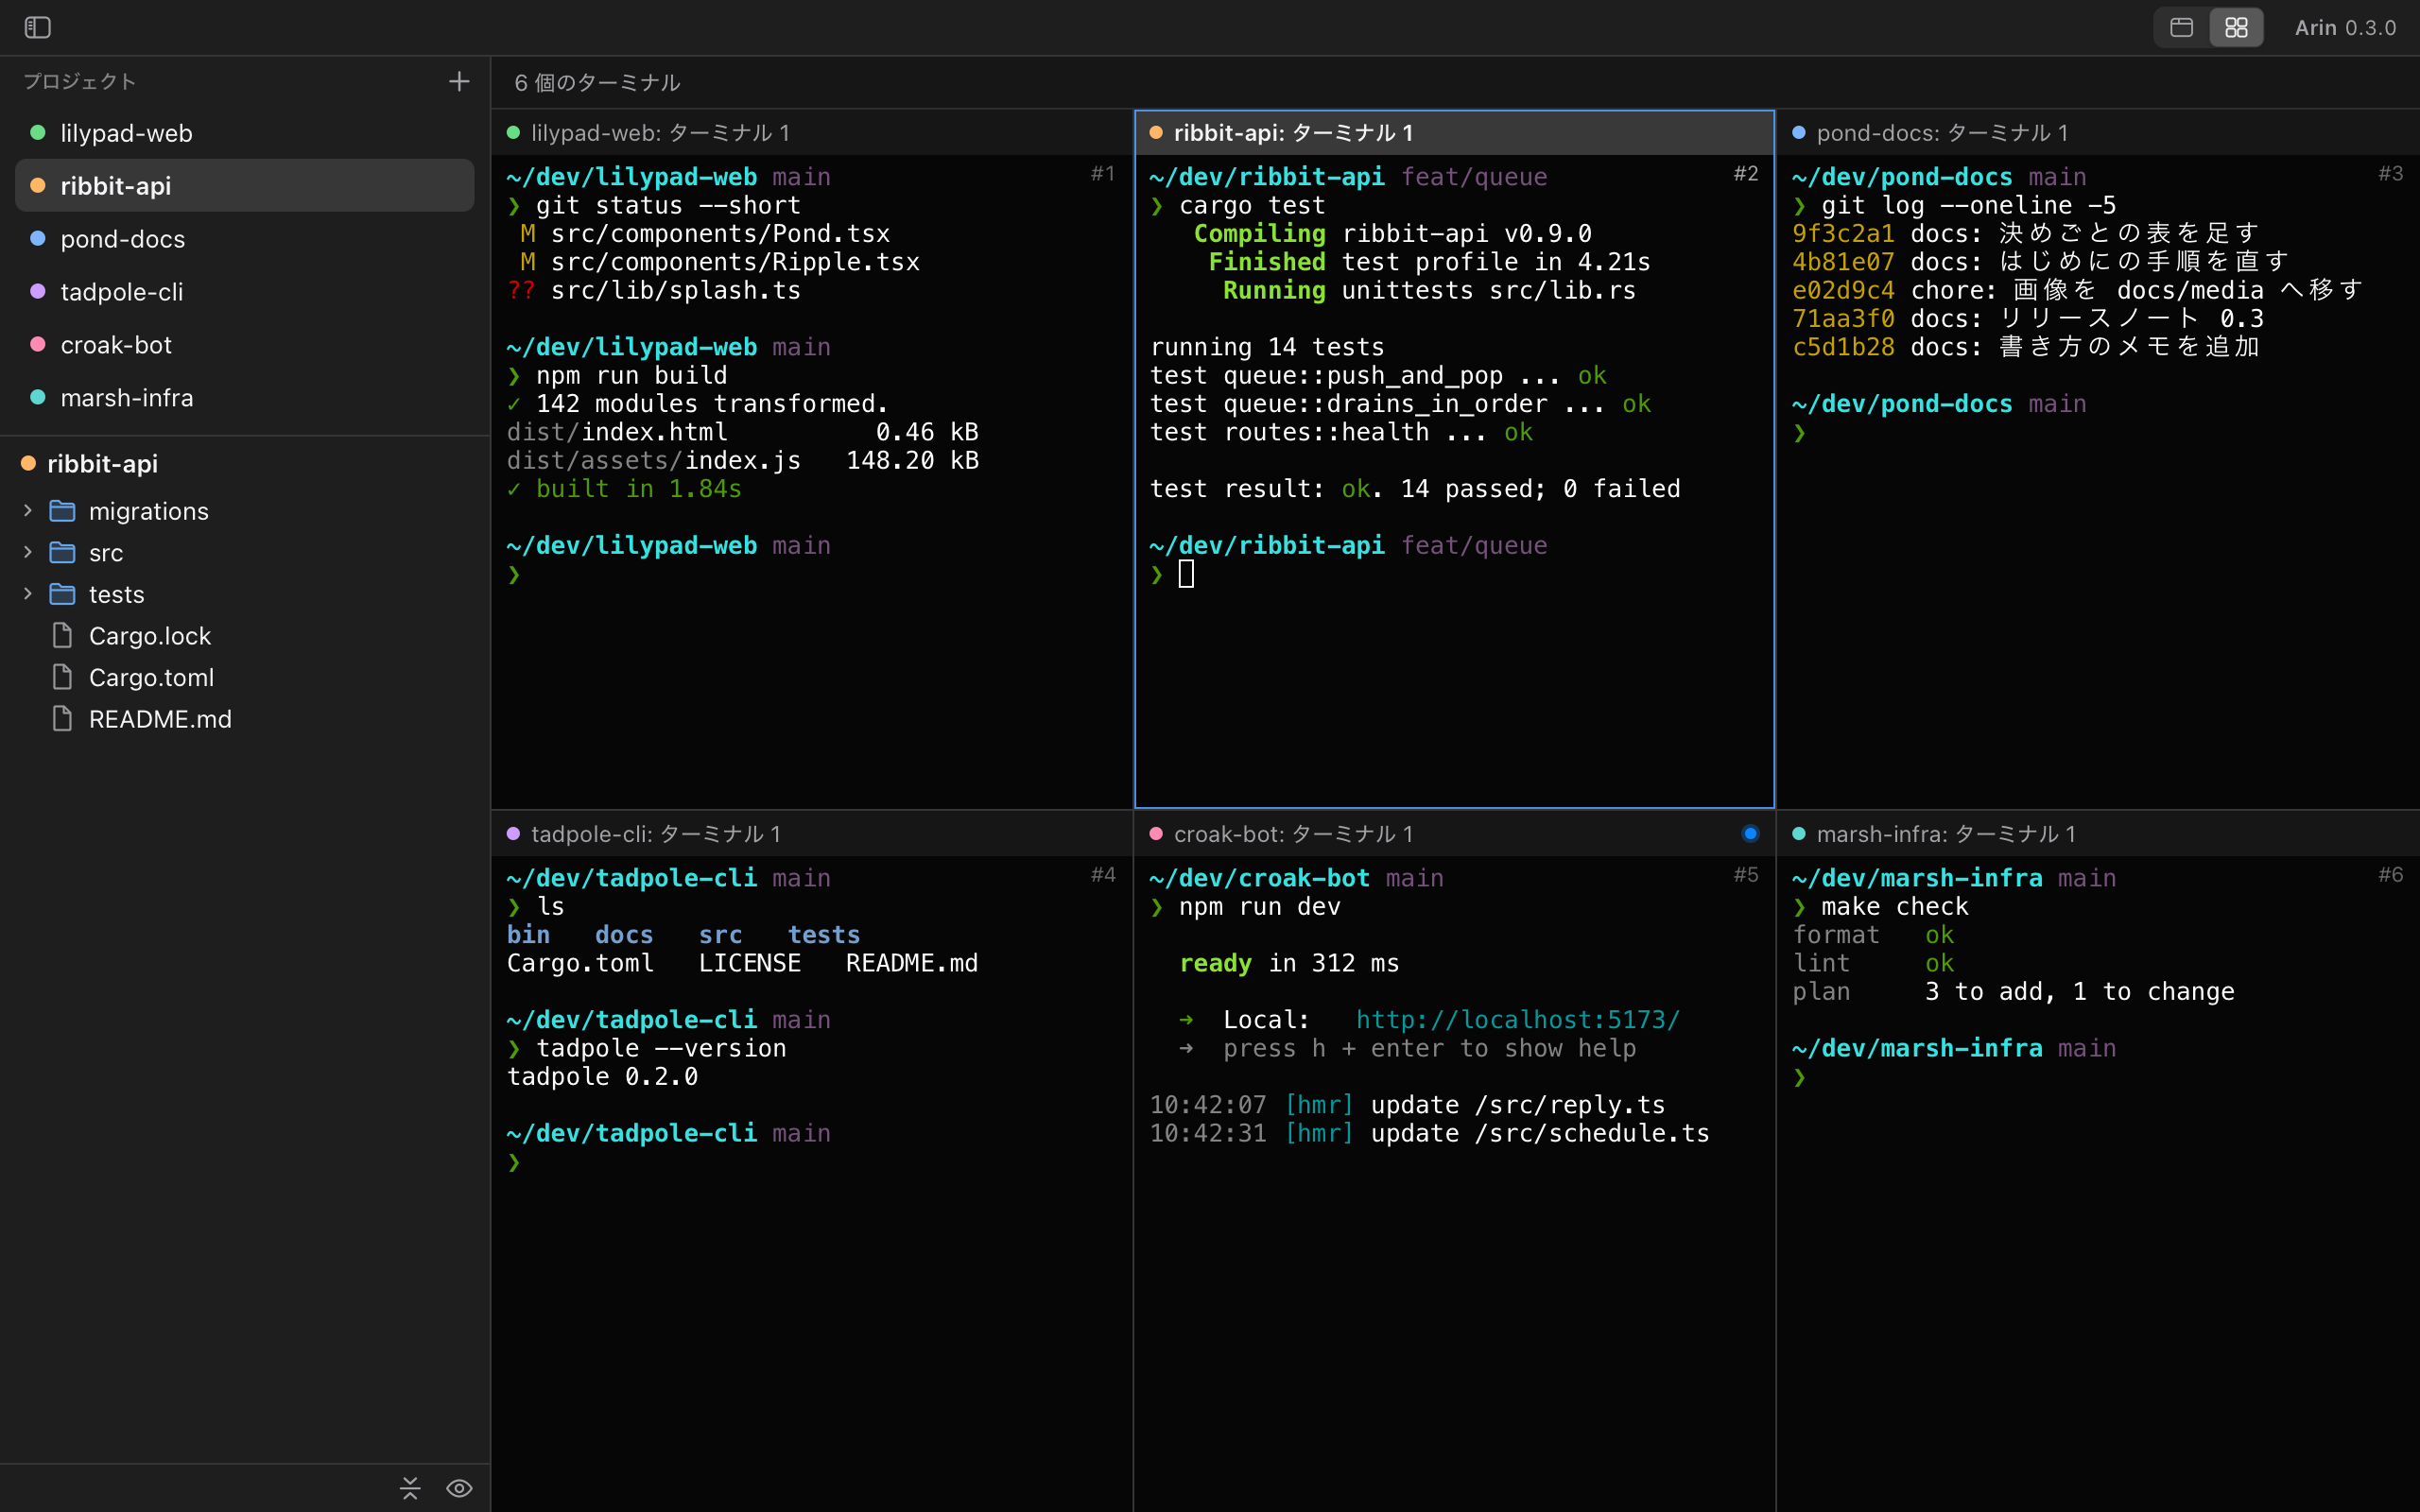 Arin 0.3.0
プロジェクト
lilypad-web
ribbit-api
pond-docs
tadpole-cli
croak-bot
marsh-infra
ribbit-api
migrations
src
tests
Cargo.lock
Cargo.toml
README.md
6 個のターミナル
lilypad-web: ターミナル 1
#1
~/dev/lilypad-web main
❯ git status --short
 M src/components/Pond.tsx
 M src/components/Ripple.tsx
?? src/lib/splash.ts
~/dev/lilypad-web main
❯ npm run build
✓ 142 modules transformed.
dist/index.html          0.46 kB
dist/assets/index.js   148.20 kB
✓ built in 1.84s
~/dev/lilypad-web main
❯
ribbit-api: ターミナル 1
#2
~/dev/ribbit-api feat/queue
❯ cargo test
   Compiling ribbit-api v0.9.0
    Finished test profile in 4.21s
     Running unittests src/lib.rs
running 14 tests
test queue::push_and_pop ... ok
test queue::drains_in_order ... ok
test routes::health ... ok
test result: ok. 14 passed; 0 failed
~/dev/ribbit-api feat/queue
❯
pond-docs: ターミナル 1
#3
~/dev/pond-docs main
❯ git log --oneline -5
9f3c2a1 docs: 決めごとの表を足す
4b81e07 docs: はじめにの手順を直す
e02d9c4 chore: 画像を docs/media へ移す
71aa3f0 docs: リリースノート 0.3
c5d1b28 docs: 書き方のメモを追加
~/dev/pond-docs main
❯
tadpole-cli: ターミナル 1
#4
~/dev/tadpole-cli main
❯ ls
bin   docs   src   tests
Cargo.toml   LICENSE   README.md
~/dev/tadpole-cli main
❯ tadpole --version
tadpole 0.2.0
~/dev/tadpole-cli main
❯
croak-bot: ターミナル 1
#5
~/dev/croak-bot main
❯ npm run dev
  ready in 312 ms
  ➜  Local:   http://localhost:5173/
  ➜  press h + enter to show help
10:42:07 [hmr] update /src/reply.ts
10:42:31 [hmr] update /src/schedule.ts
marsh-infra: ターミナル 1
#6
~/dev/marsh-infra main
❯ make check
format   ok
lint     ok
plan     3 to add, 1 to change
~/dev/marsh-infra main
❯